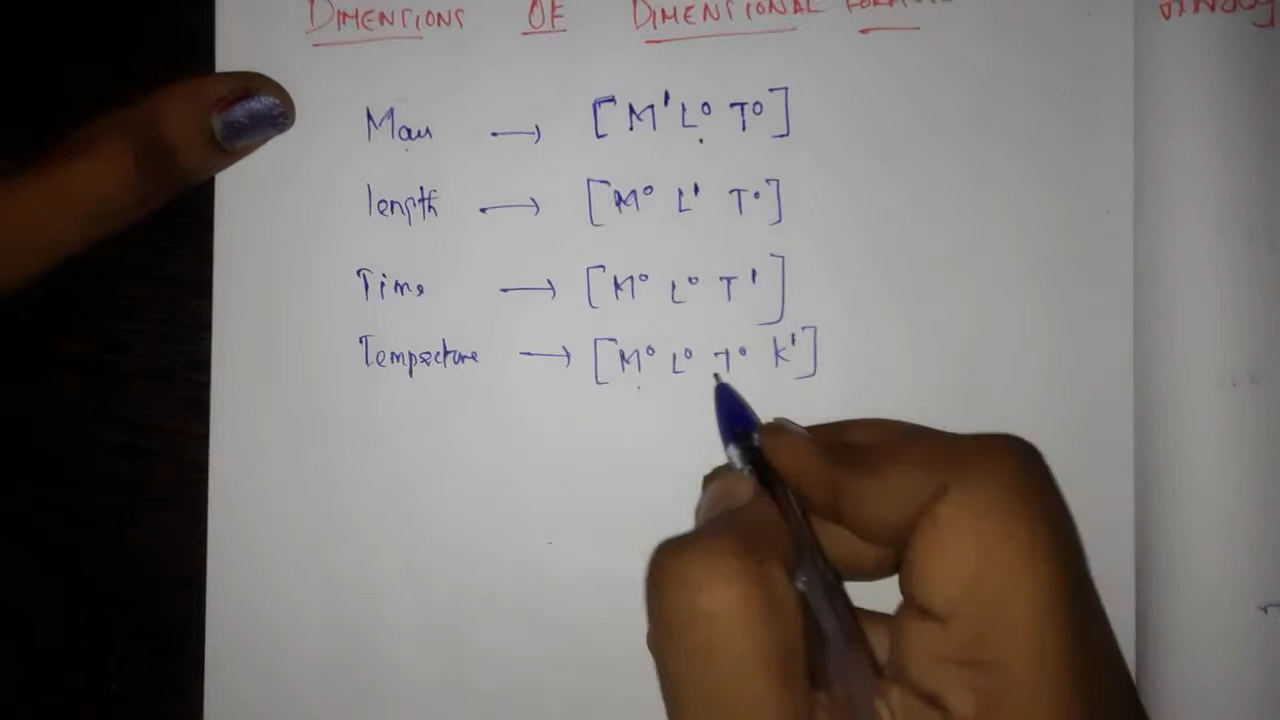 DIMENSIONS OF DIMENSIONAL FORMULA
Mass → [M¹ L⁰ T⁰]
length → [M⁰ L¹ T⁰]
Time → [M⁰ L⁰ T¹]
Temperature → [M⁰ L⁰ T⁰ K¹]